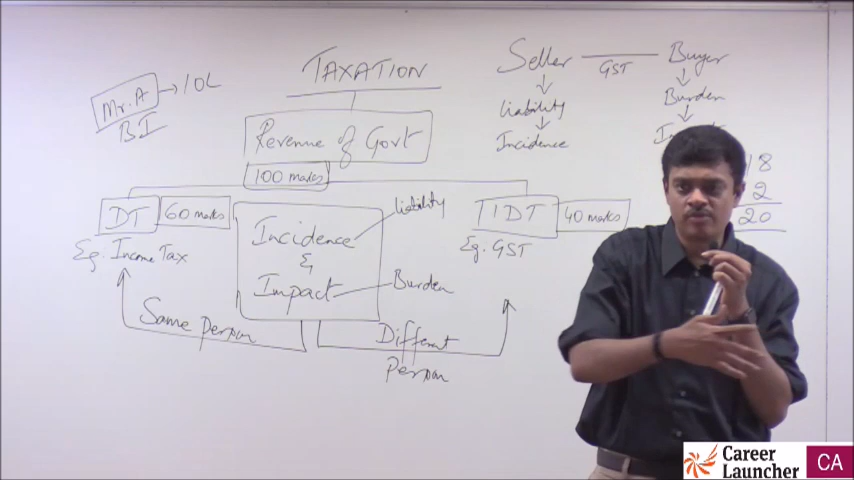 TAXATION
Mr. A → 10L
BI
Revenue of Govt
100 marks
DT
60 marks
Eg. Income Tax
Incidence
&
Impact
Liability
Burden
IDT
40 marks
Eg. GST
Same person
Different
Person
Seller
GST
Buyer
Liability
Burden
Incidence
18
2
20
Career
Launcher
CA